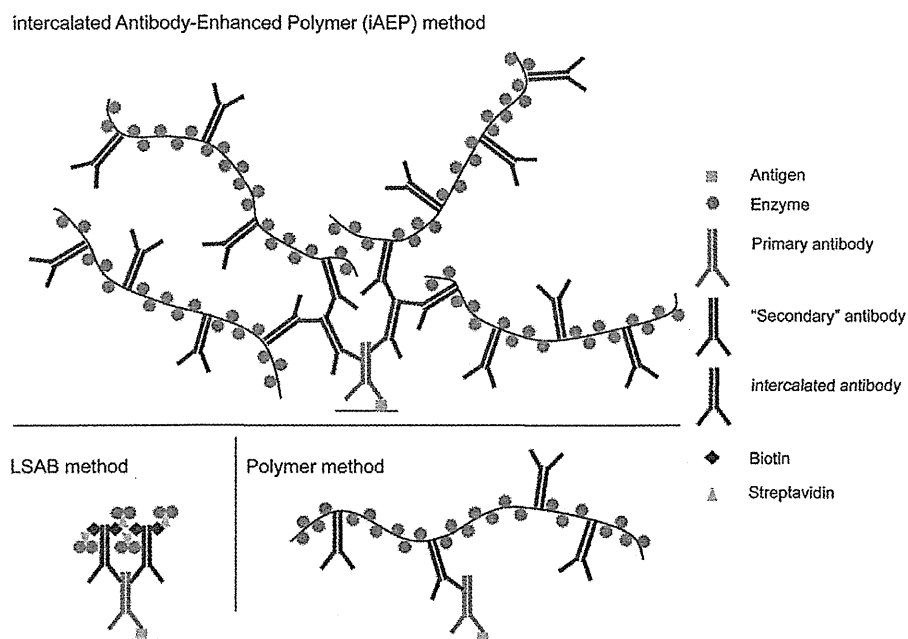 intercalated Antibody-Enhanced Polymer (iAEP) method
Antigen
Enzyme
Primary antibody
"Secondary" antibody
intercalated antibody
Biotin
Streptavidin
LSAB method
Polymer method